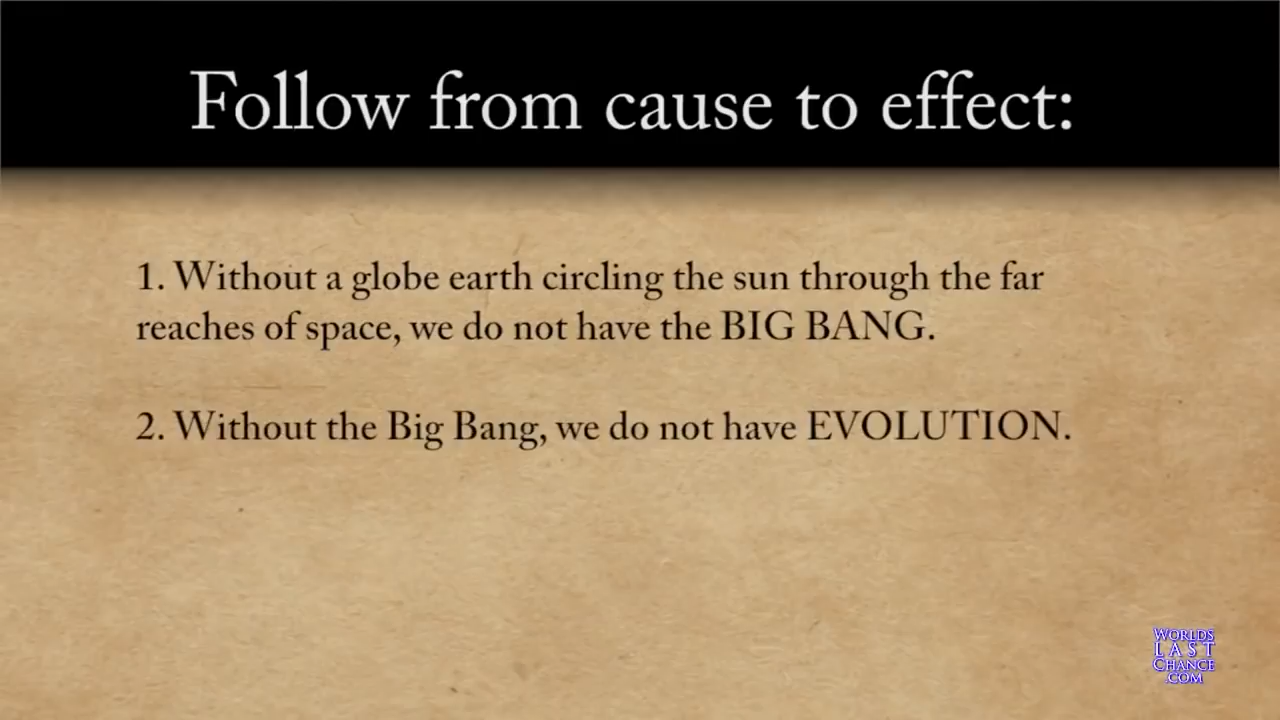 Follow from cause to effect:
1. Without a globe earth circling the sun through the far
reaches of space, we do not have the BIG BANG.
2. Without the Big Bang, we do not have EVOLUTION.
WORLDS
LAST
CHANCE
.COM